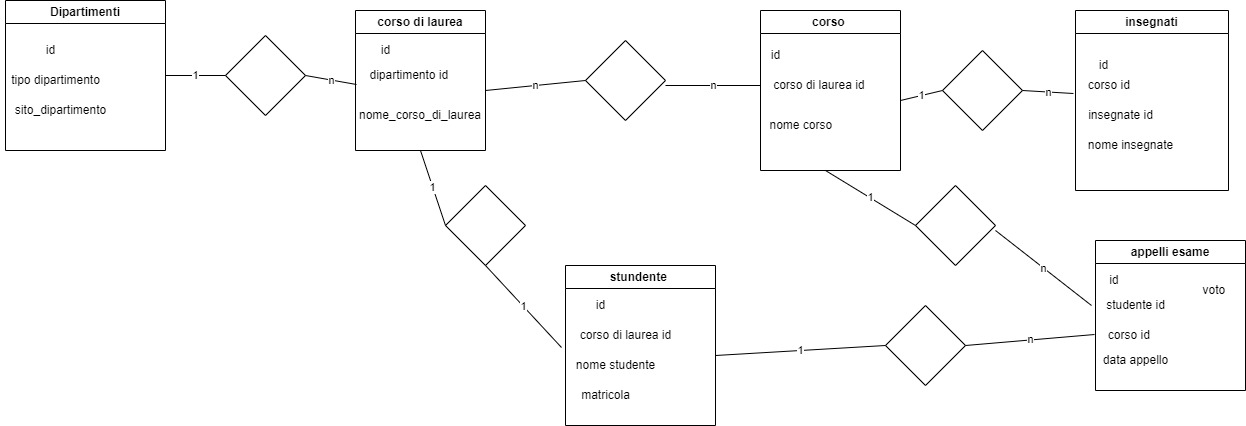 Dipartimenti
id
tipo dipartimento
sito_dipartimento
1
n
corso di laurea
id
dipartimento id
nome_corso_di_laurea
n
n
corso
id
corso di laurea id
nome corso
1
n
insegnati
id
corso id
insegnate id
nome insegnate
1
1
stundente
id
corso di laurea id
nome studente
matricola
1
n
1
n
appelli esame
id
voto
studente id
corso id
data appello